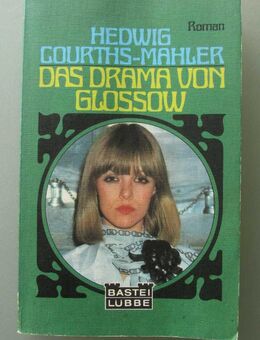 HEDWIG
COURTHS-MAHLER
Roman
DAS DRAMA VON
GLOSSOW
BASTEI
LÜBBE